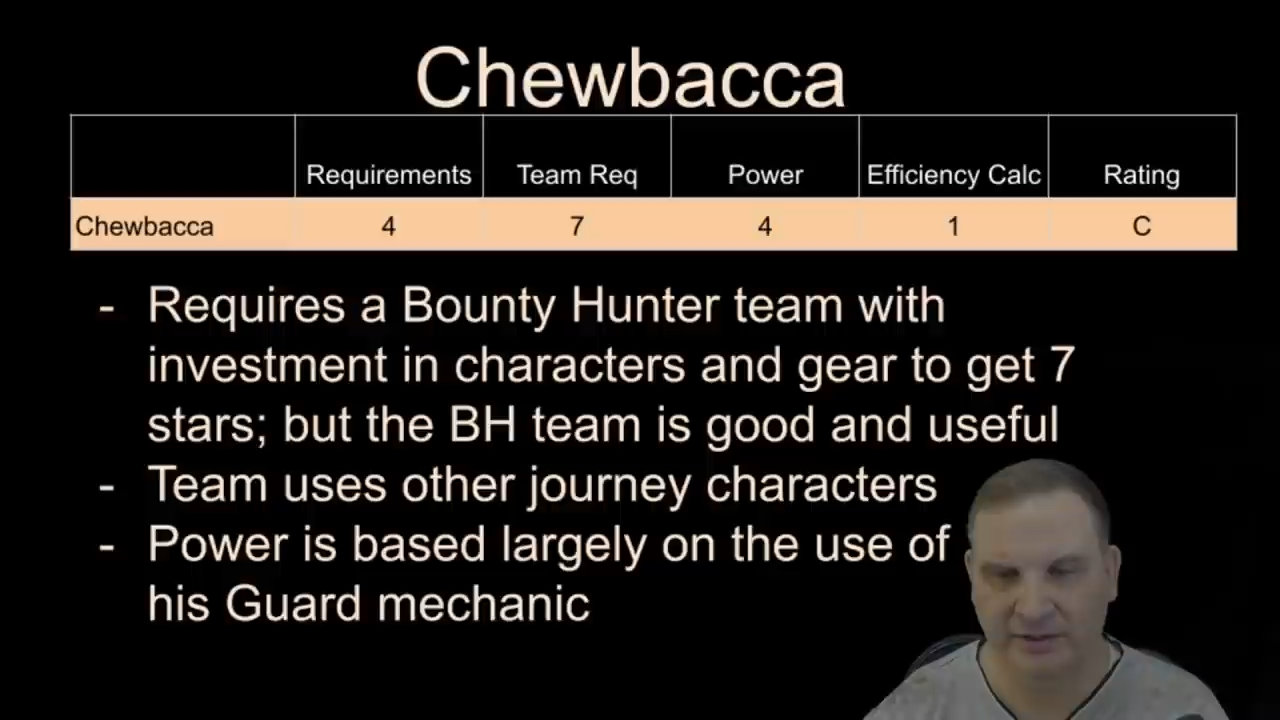 Chewbacca
Requirements Team Req Power Efficiency Calc Rating
Chewbacca 4 7 4 1 C
- Requires a Bounty Hunter team with
investment in characters and gear to get 7
stars; but the BH team is good and useful
- Team uses other journey characters
- Power is based largely on the use of
his Guard mechanic